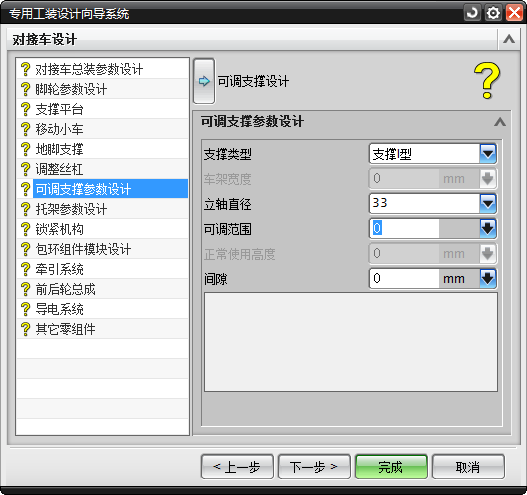 专用工装设计向导系统
对接车设计
对接车总装参数设计
脚轮参数设计
支撑平台
移动小车
地脚支撑
调整丝杠
可调支撑参数设计
托架参数设计
锁紧机构
包环组件模块设计
牵引系统
前后轮总成
导电系统
其它零组件
可调支撑设计
可调支撑参数设计
支撑类型 支撑I型
车架宽度 0 mm
立轴直径 33
可调范围 0
正常使用高度 0 mm
间隙 0 mm
< 上一步 下一步 > 完成 取消